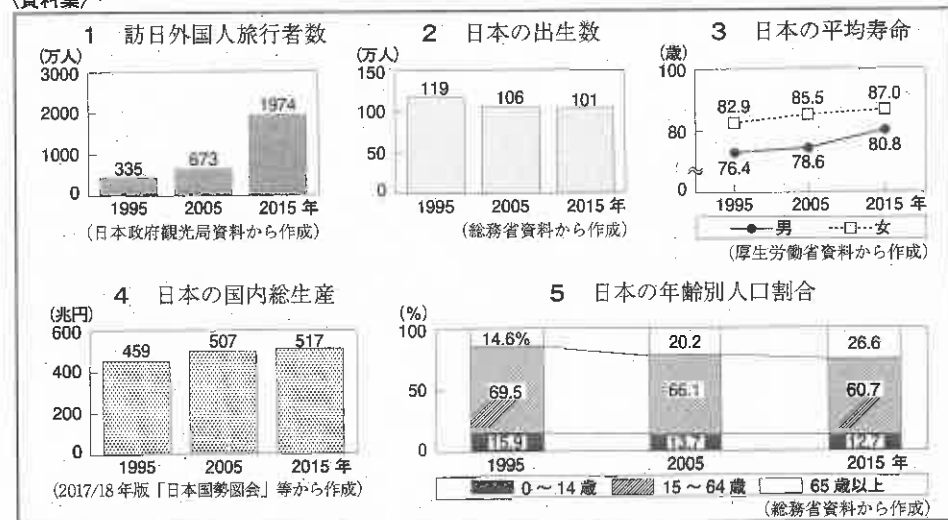 〈資料集〉
1 訪日外国人旅行者数
(万人)
3000
2000
1000
0
335
673
1974
1995
2005
2015年
(日本政府観光局資料から作成)
2 日本の出生数
(万人)
150
100
50
0
119
106
101
1995
2005
2015年
(総務省資料から作成)
3 日本の平均寿命
(歳)
100
80
0
82.9
85.5
87.0
76.4
78.6
80.8
1995
2005
2015年
男
女
(厚生労働省資料から作成)
4 日本の国内総生産
(兆円)
600
400
200
0
459
507
517
1995
2005
2015年
(2017/18年版「日本国勢図会」等から作成)
5 日本の年齢別人口割合
(%)
100
50
0
14.6%
20.2
26.6
69.5
66.1
60.7
15.9
13.7
12.7
1995
2005
2015年
0～14歳
15～64歳
65歳以上
(総務省資料から作成)